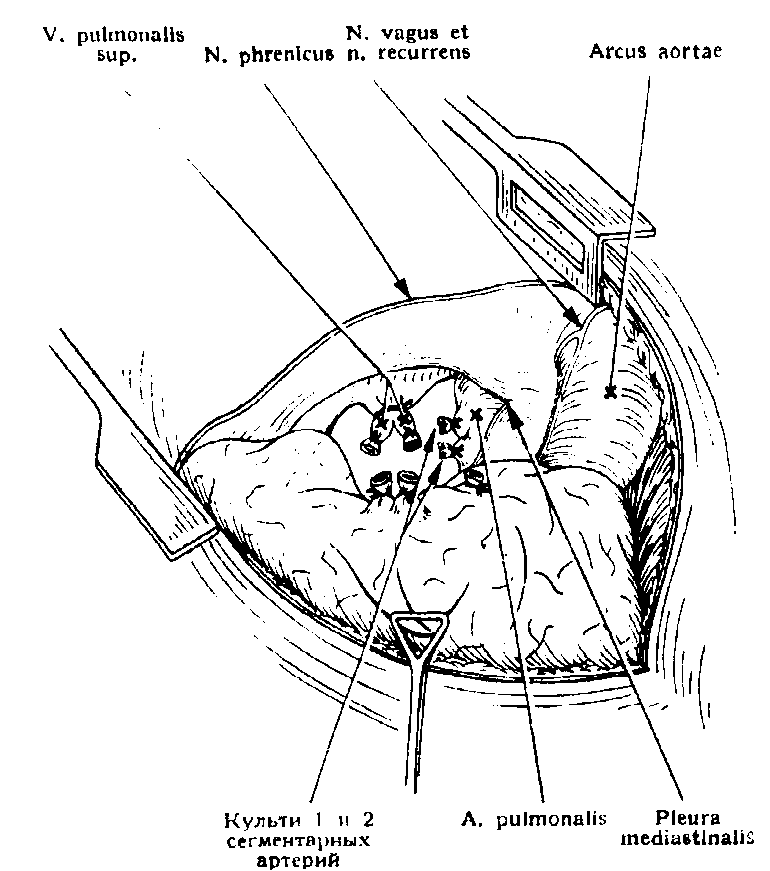 V. pulmonalis
sup.
N. phrenicus
N. vagus et
n. recurrens
Arcus aortae
Культи 1 и 2
сегментарных
артерий
A. pulmonalis
Pleura
mediastinalis